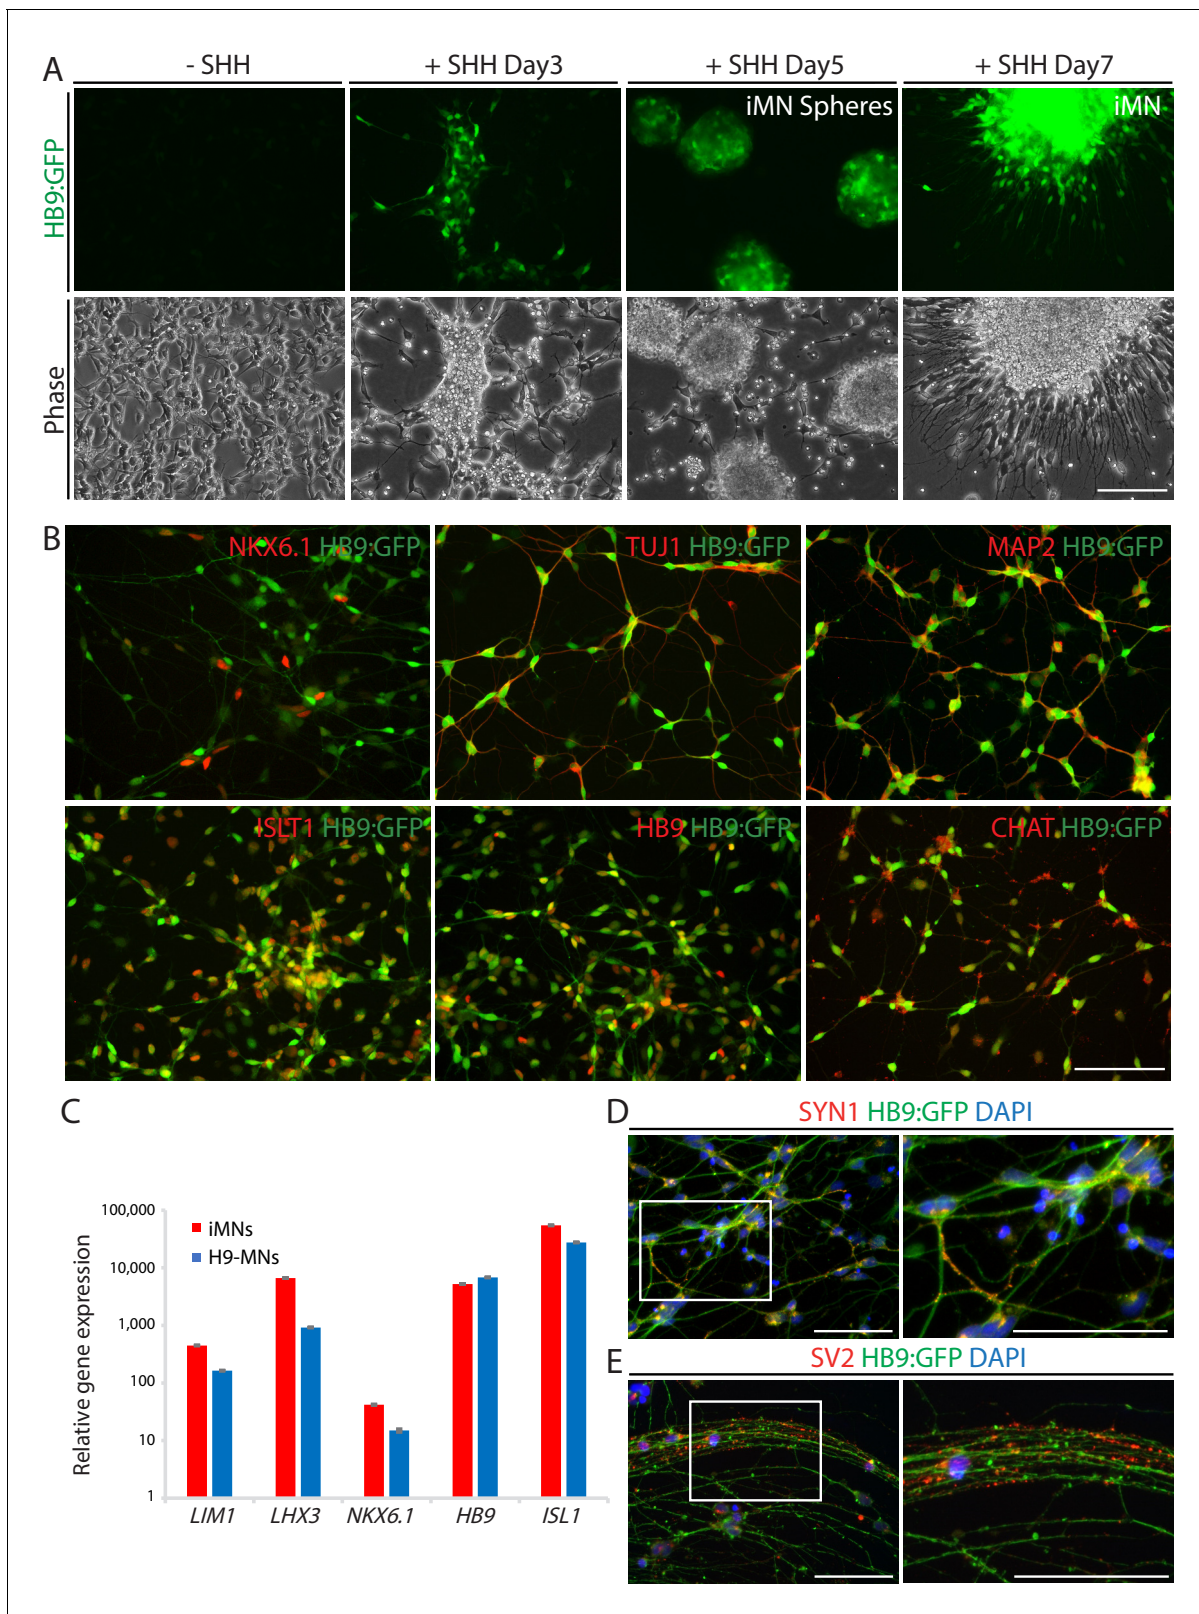 A
- SHH
+ SHH Day3
+ SHH Day5
+ SHH Day7
HB9:GFP
iMN Spheres
iMN
Phase
B
NKX6.1 HB9:GFP
TUJ1 HB9:GFP
MAP2 HB9:GFP
ISLT1 HB9:GFP
HB9 HB9:GFP
CHAT HB9:GFP
C
Relative gene expression
100,000
10,000
1,000
100
10
1
iMNs
H9-MNs
LIM1
LHX3
NKX6.1
HB9
ISL1
D
SYN1 HB9:GFP DAPI
E
SV2 HB9:GFP DAPI